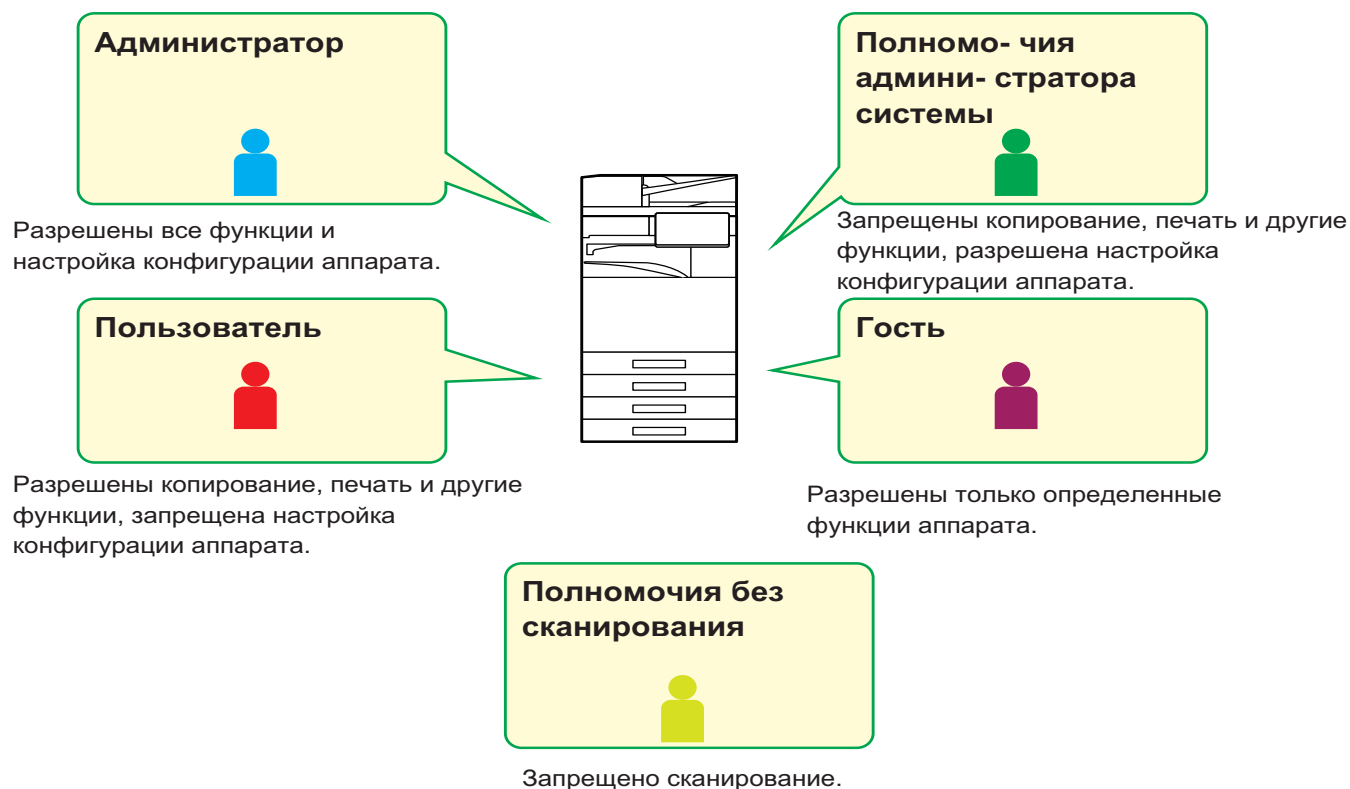 Администратор
Разрешены все функции и
настройка конфигурации аппарата.
Полномо- чия
админи- стратора
системы
Запрещены копирование, печать и другие
функции, разрешена настройка
конфигурации аппарата.
Пользователь
Разрешены копирование, печать и другие
функции, запрещена настройка
конфигурации аппарата.
Гость
Разрешены только определенные
функции аппарата.
Полномочия без
сканирования
Запрещено сканирование.